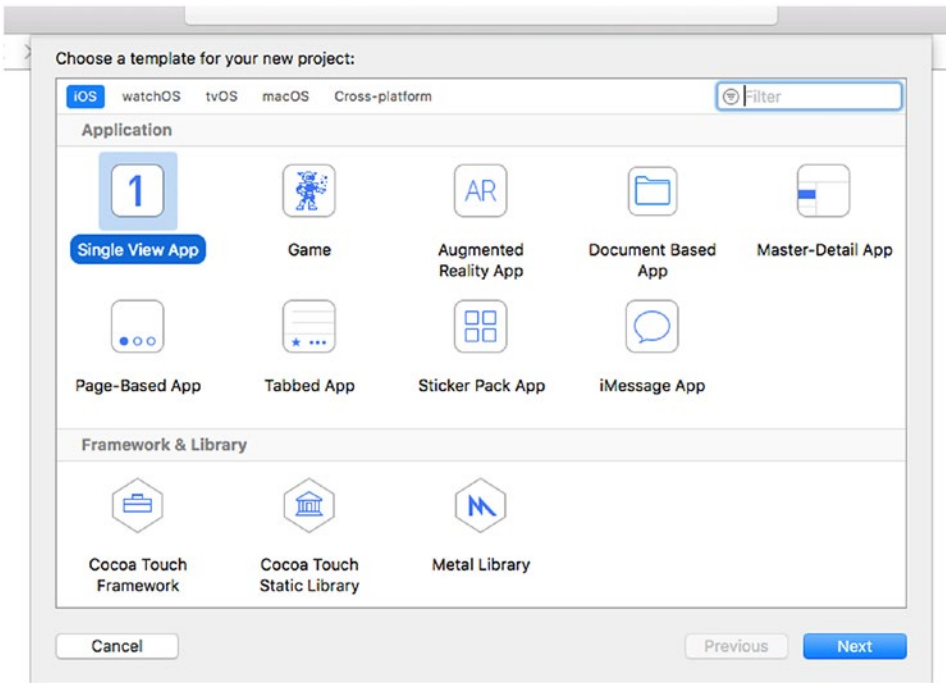 Choose a template for your new project:
iOS watchOS tvOS macOS Cross-platform Filter
Application
1 AR
Single View App Game Augmented Reality App Document Based App Master-Detail App
Page-Based App Tabbed App Sticker Pack App iMessage App
Framework & Library
Cocoa Touch Framework Cocoa Touch Static Library Metal Library
Cancel Previous Next